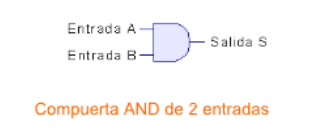 Entrada A
Entrada B
Salida S
Compuerta AND de 2 entradas